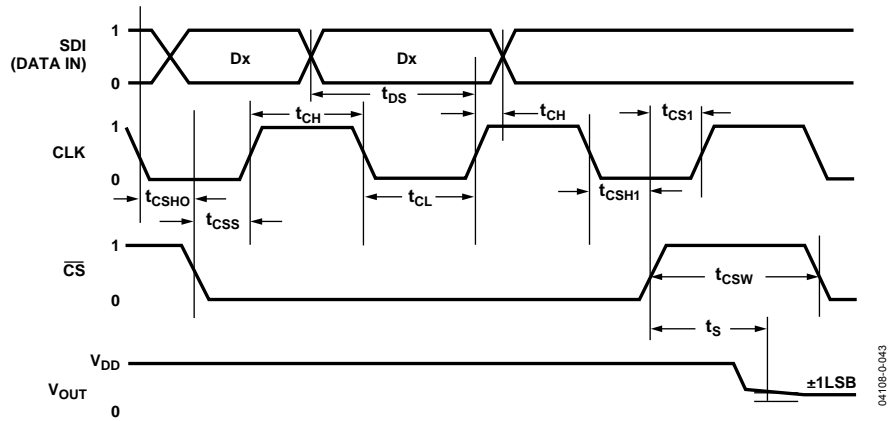 SDI
(DATA IN)
1
0
Dx
Dx
tDS
tCH
tCH
tCS1
CLK
1
0
tCSHO
tCSS
tCL
tCSH1
CS
1
0
tCSW
tS
VDD
VOUT
0
±1LSB
04108-0-043